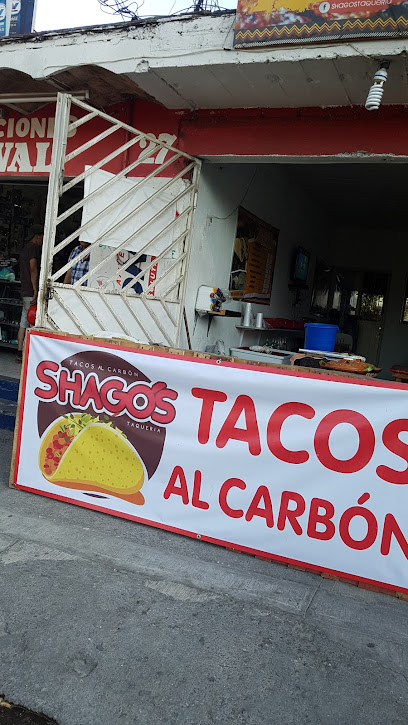 SHAGOSTAQUERIA
CIONES
VAL
27
TACOS AL CARBÓN
SHAGO'S
TAQUERIA
TACOS
AL CARBÓN